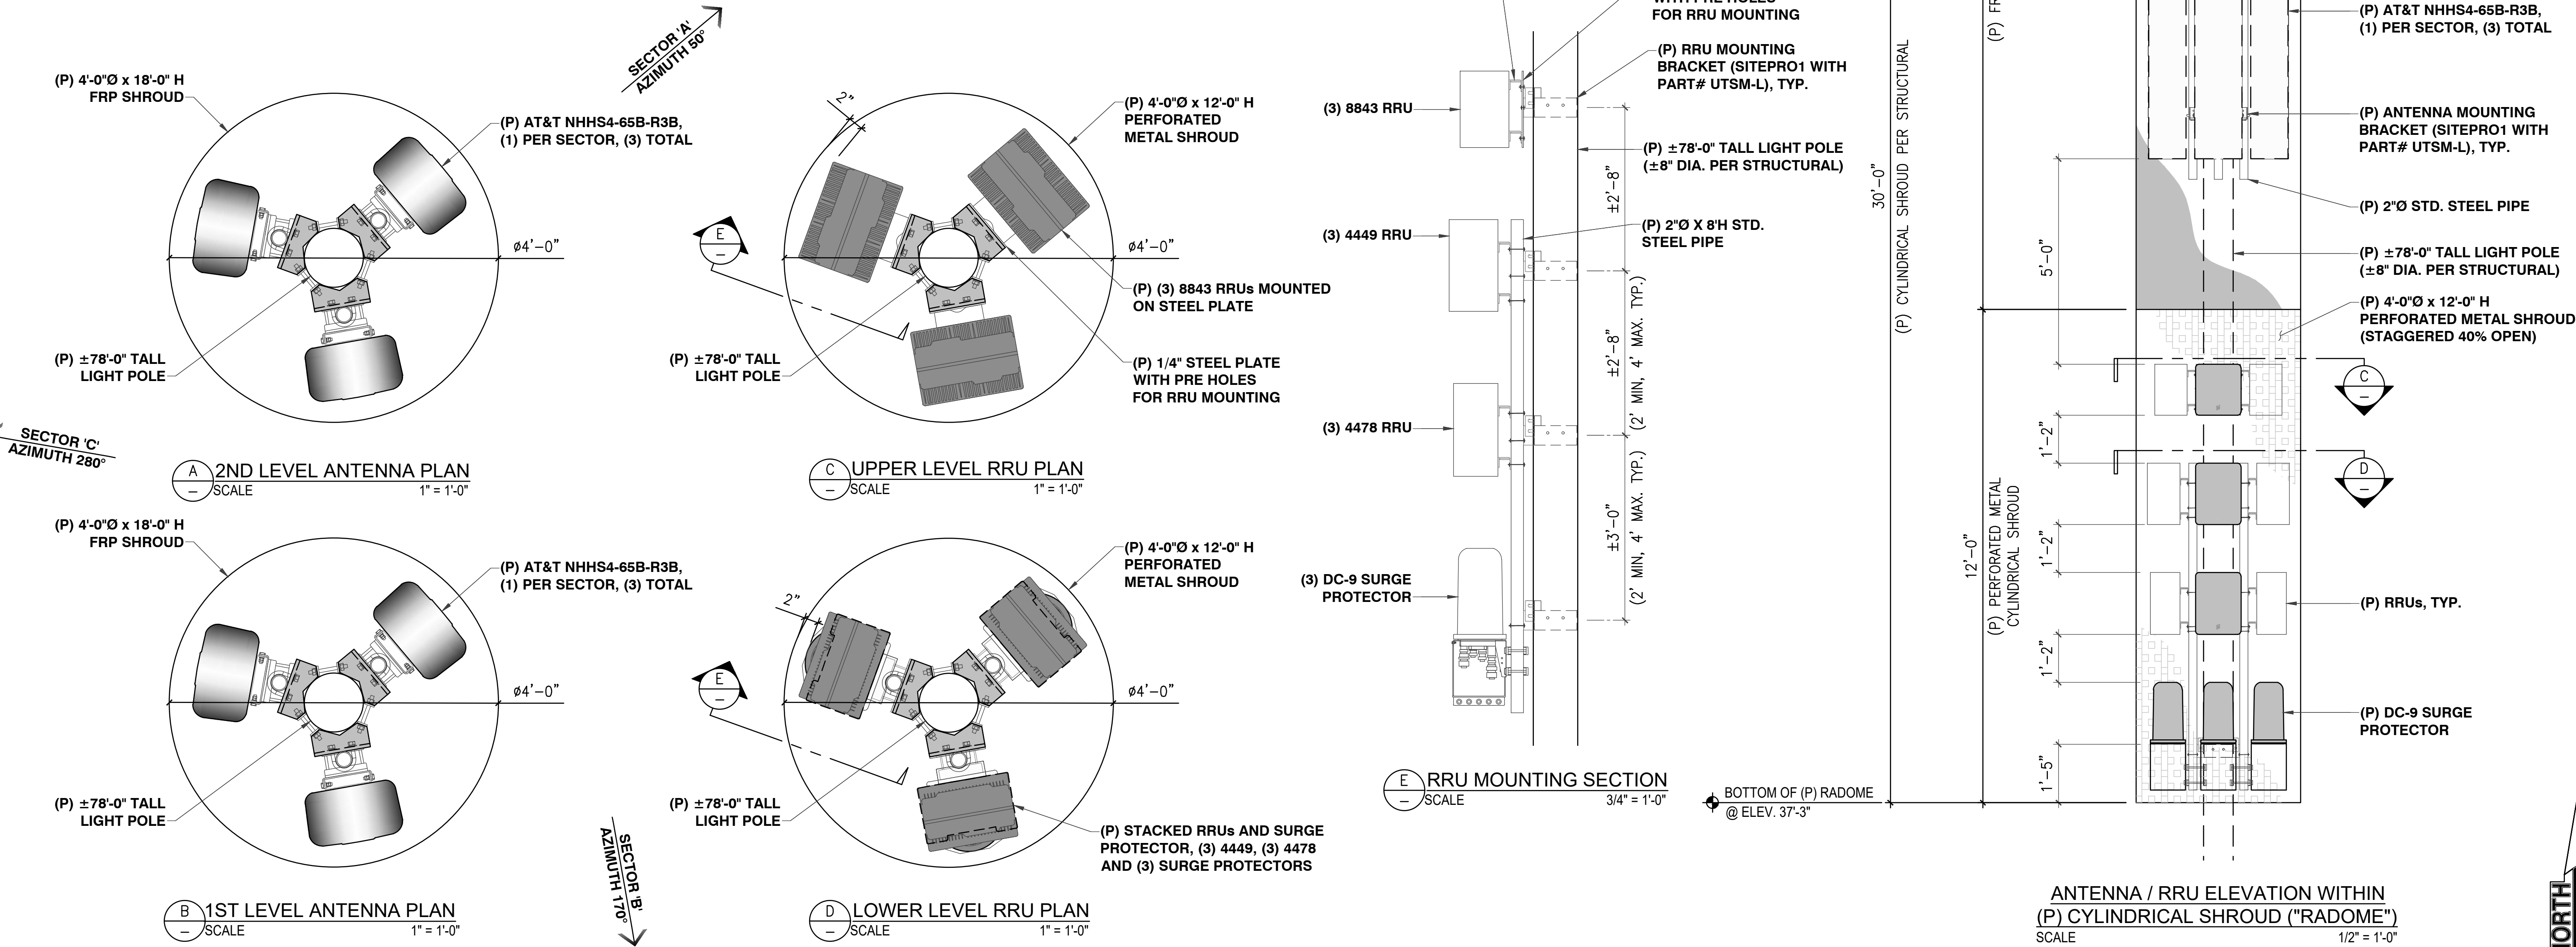 SECTOR 'A'
AZIMUTH 50°
(P) 4'-0"Ø x 18'-0" H
FRP SHROUD
(P) AT&T NHHS4-65B-R3B,
(1) PER SECTOR, (3) TOTAL
ø4'-0"
(P) ±78'-0" TALL
LIGHT POLE
SECTOR 'C'
AZIMUTH 280°
A
–
2ND LEVEL ANTENNA PLAN
SCALE
1" = 1'-0"
2"
(P) 4'-0"Ø x 12'-0" H
PERFORATED
METAL SHROUD
E
–
ø4'-0"
(P) (3) 8843 RRUs MOUNTED
ON STEEL PLATE
(P) ±78'-0" TALL
LIGHT POLE
(P) 1/4" STEEL PLATE
WITH PRE HOLES
FOR RRU MOUNTING
C
–
UPPER LEVEL RRU PLAN
SCALE
1" = 1'-0"
(P) 4'-0"Ø x 18'-0" H
FRP SHROUD
(P) AT&T NHHS4-65B-R3B,
(1) PER SECTOR, (3) TOTAL
ø4'-0"
(P) ±78'-0" TALL
LIGHT POLE
SECTOR 'B'
AZIMUTH 170°
B
–
1ST LEVEL ANTENNA PLAN
SCALE
1" = 1'-0"
2"
(P) 4'-0"Ø x 12'-0" H
PERFORATED
METAL SHROUD
E
–
ø4'-0"
(P) ±78'-0" TALL
LIGHT POLE
(P) STACKED RRUs AND SURGE
PROTECTOR, (3) 4449, (3) 4478
AND (3) SURGE PROTECTORS
D
–
LOWER LEVEL RRU PLAN
SCALE
1" = 1'-0"
WITH PRE HOLES
FOR RRU MOUNTING
(P) RRU MOUNTING
BRACKET (SITEPRO1 WITH
PART# UTSM-L), TYP.
(3) 8843 RRU
(P) ±78'-0" TALL LIGHT POLE
(±8" DIA. PER STRUCTURAL)
±2'-8"
(3) 4449 RRU
(P) 2"Ø X 8'H STD.
STEEL PIPE
±2'-8"
(2' MIN, 4' MAX. TYP.)
(3) 4478 RRU
±3'-0"
(2' MIN, 4' MAX. TYP.)
(3) DC-9 SURGE
PROTECTOR
E
–
RRU MOUNTING SECTION
SCALE
3/4" = 1'-0"
BOTTOM OF (P) RADOME
@ ELEV. 37'-3"
30'-0"
(P) CYLINDRICAL SHROUD PER STRUCTURAL
(P) FR
12'-0"
(P) PERFORATED METAL
CYLINDRICAL SHROUD
5'-0"
1'-2"
1'-2"
1'-2"
1'-5"
(P) AT&T NHHS4-65B-R3B,
(1) PER SECTOR, (3) TOTAL
(P) ANTENNA MOUNTING
BRACKET (SITEPRO1 WITH
PART# UTSM-L), TYP.
(P) 2"Ø STD. STEEL PIPE
(P) ±78'-0" TALL LIGHT POLE
(±8" DIA. PER STRUCTURAL)
(P) 4'-0"Ø x 12'-0" H
PERFORATED METAL SHROUD
(STAGGERED 40% OPEN)
C
–
D
–
(P) RRUs, TYP.
(P) DC-9 SURGE
PROTECTOR
ANTENNA / RRU ELEVATION WITHIN
(P) CYLINDRICAL SHROUD ("RADOME")
SCALE
1/2" = 1'-0"
NORTH